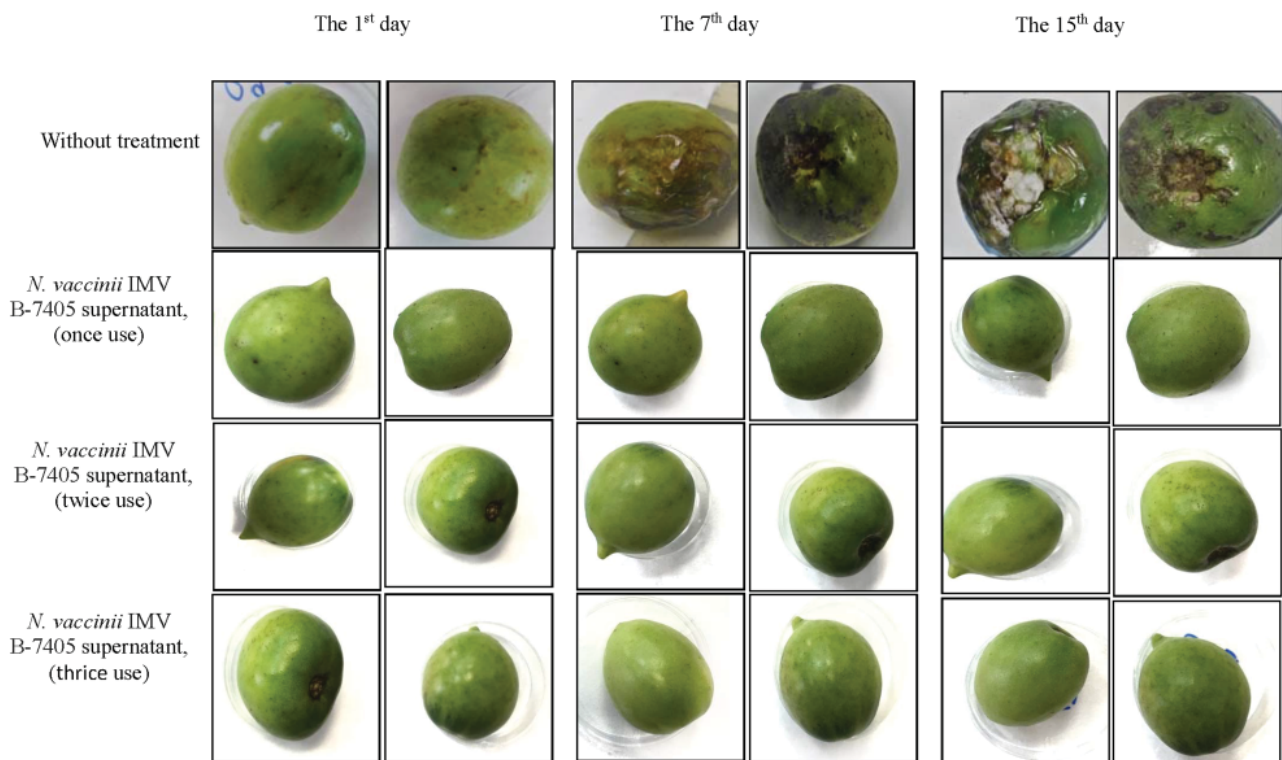 The 1st day
The 7th day
The 15th day
Without treatment
N. vaccinii IMV
B-7405 supernatant,
(once use)
N. vaccinii IMV
B-7405 supernatant,
(twice use)
N. vaccinii IMV
B-7405 supernatant,
(thrice use)